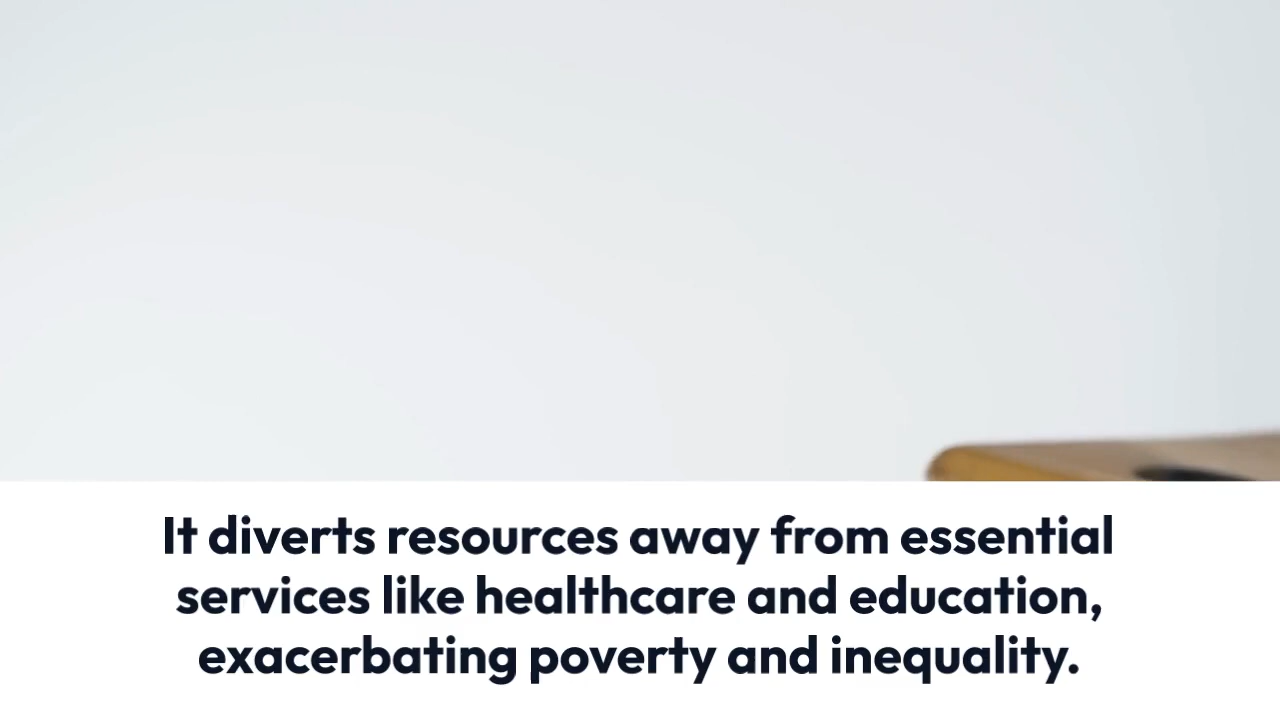 It diverts resources away from essential
services like healthcare and education,
exacerbating poverty and inequality.